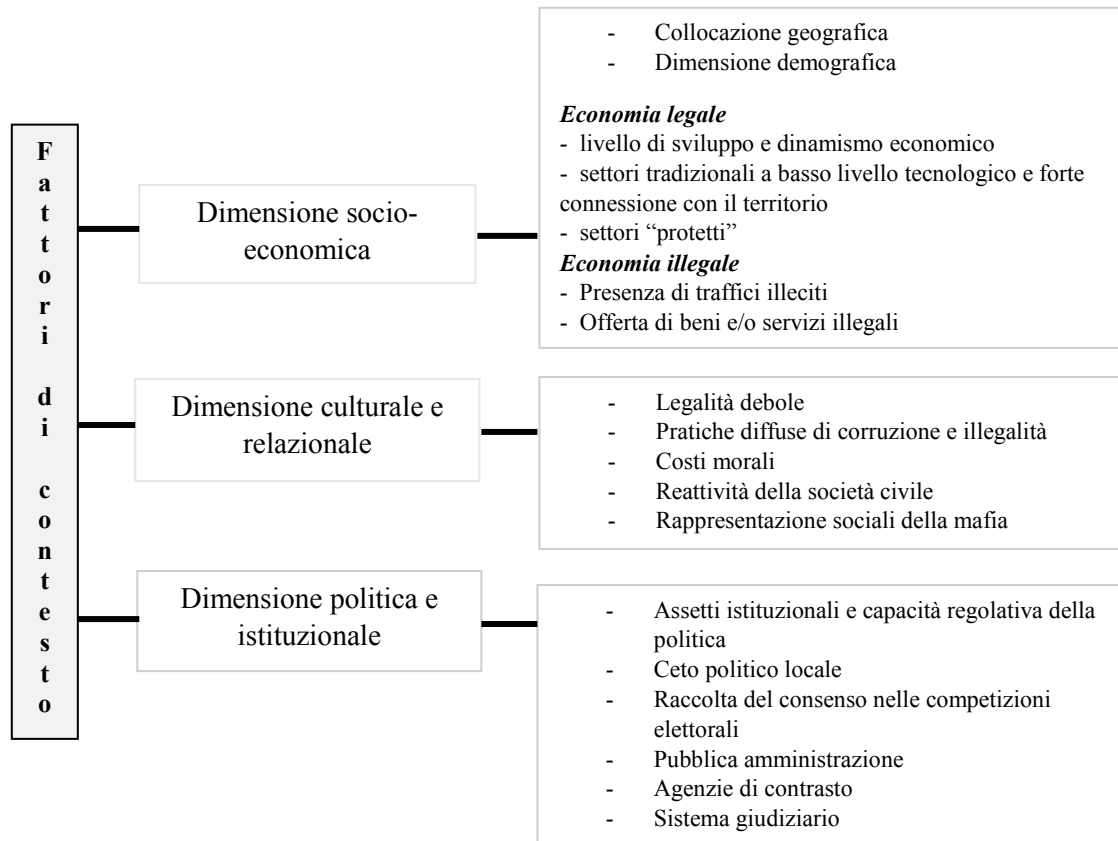 Fattori di contesto
Dimensione socio-
economica
- Collocazione geografica
- Dimensione demografica
Economia legale
- livello di sviluppo e dinamismo economico
- settori tradizionali a basso livello tecnologico e forte
connessione con il territorio
- settori “protetti”
Economia illegale
- Presenza di traffici illeciti
- Offerta di beni e/o servizi illegali
Dimensione culturale e
relazionale
- Legalità debole
- Pratiche diffuse di corruzione e illegalità
- Costi morali
- Reattività della società civile
- Rappresentazione sociali della mafia
Dimensione politica e
istituzionale
- Assetti istituzionali e capacità regolativa della
politica
- Ceto politico locale
- Raccolta del consenso nelle competizioni
elettorali
- Pubblica amministrazione
- Agenzie di contrasto
- Sistema giudiziario